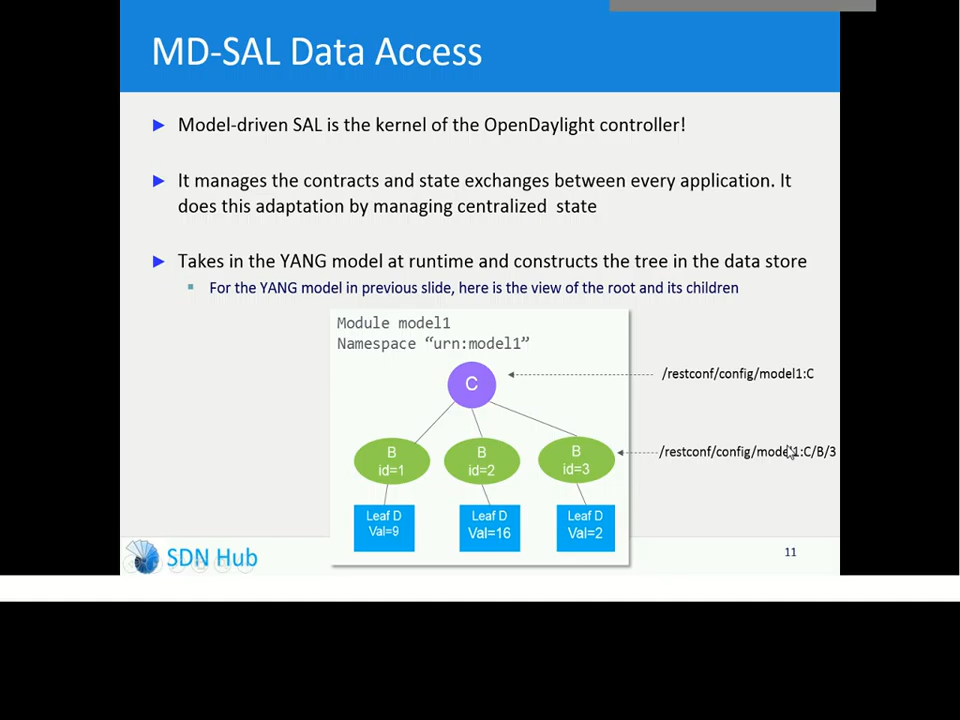 MD-SAL Data Access
► Model-driven SAL is the kernel of the OpenDaylight controller!
► It manages the contracts and state exchanges between every application. It
does this adaptation by managing centralized state
► Takes in the YANG model at runtime and constructs the tree in the data store
▪ For the YANG model in previous slide, here is the view of the root and its children
Module model1
Namespace “urn:model1”
C
/restconf/config/model1:C
B
id=1
B
id=2
B
id=3
/restconf/config/model1:C/B/3
Leaf D
Val=9
Leaf D
Val=16
Leaf D
Val=2
SDN Hub
11